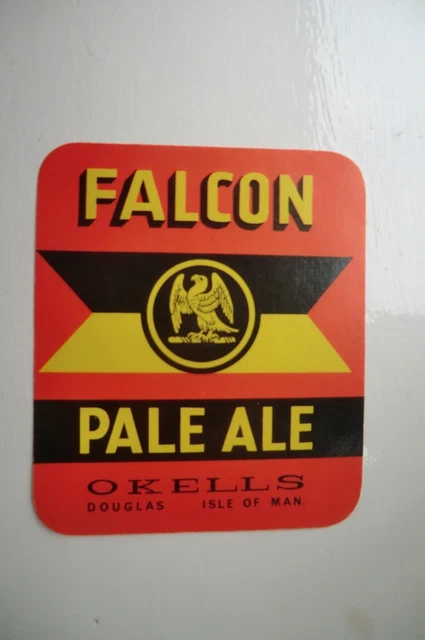 FALCON
PALE ALE
OKELLS
DOUGLAS ISLE OF MAN.